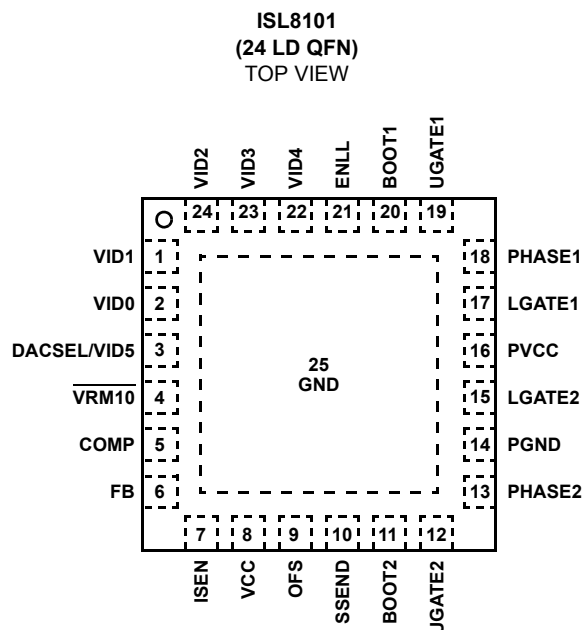 ISL8101
(24 LD QFN)
TOP VIEW
VID2
VID3
VID4
ENLL
BOOT1
UGATE1
24
23
22
21
20
19
VID1
1
18
PHASE1
VID0
2
17
LGATE1
DACSEL/VID5
3
16
PVCC
25
GND
VRM10
4
15
LGATE2
COMP
5
14
PGND
FB
6
13
PHASE2
7
8
9
10
11
12
ISEN
VCC
OFS
SSEND
BOOT2
UGATE2